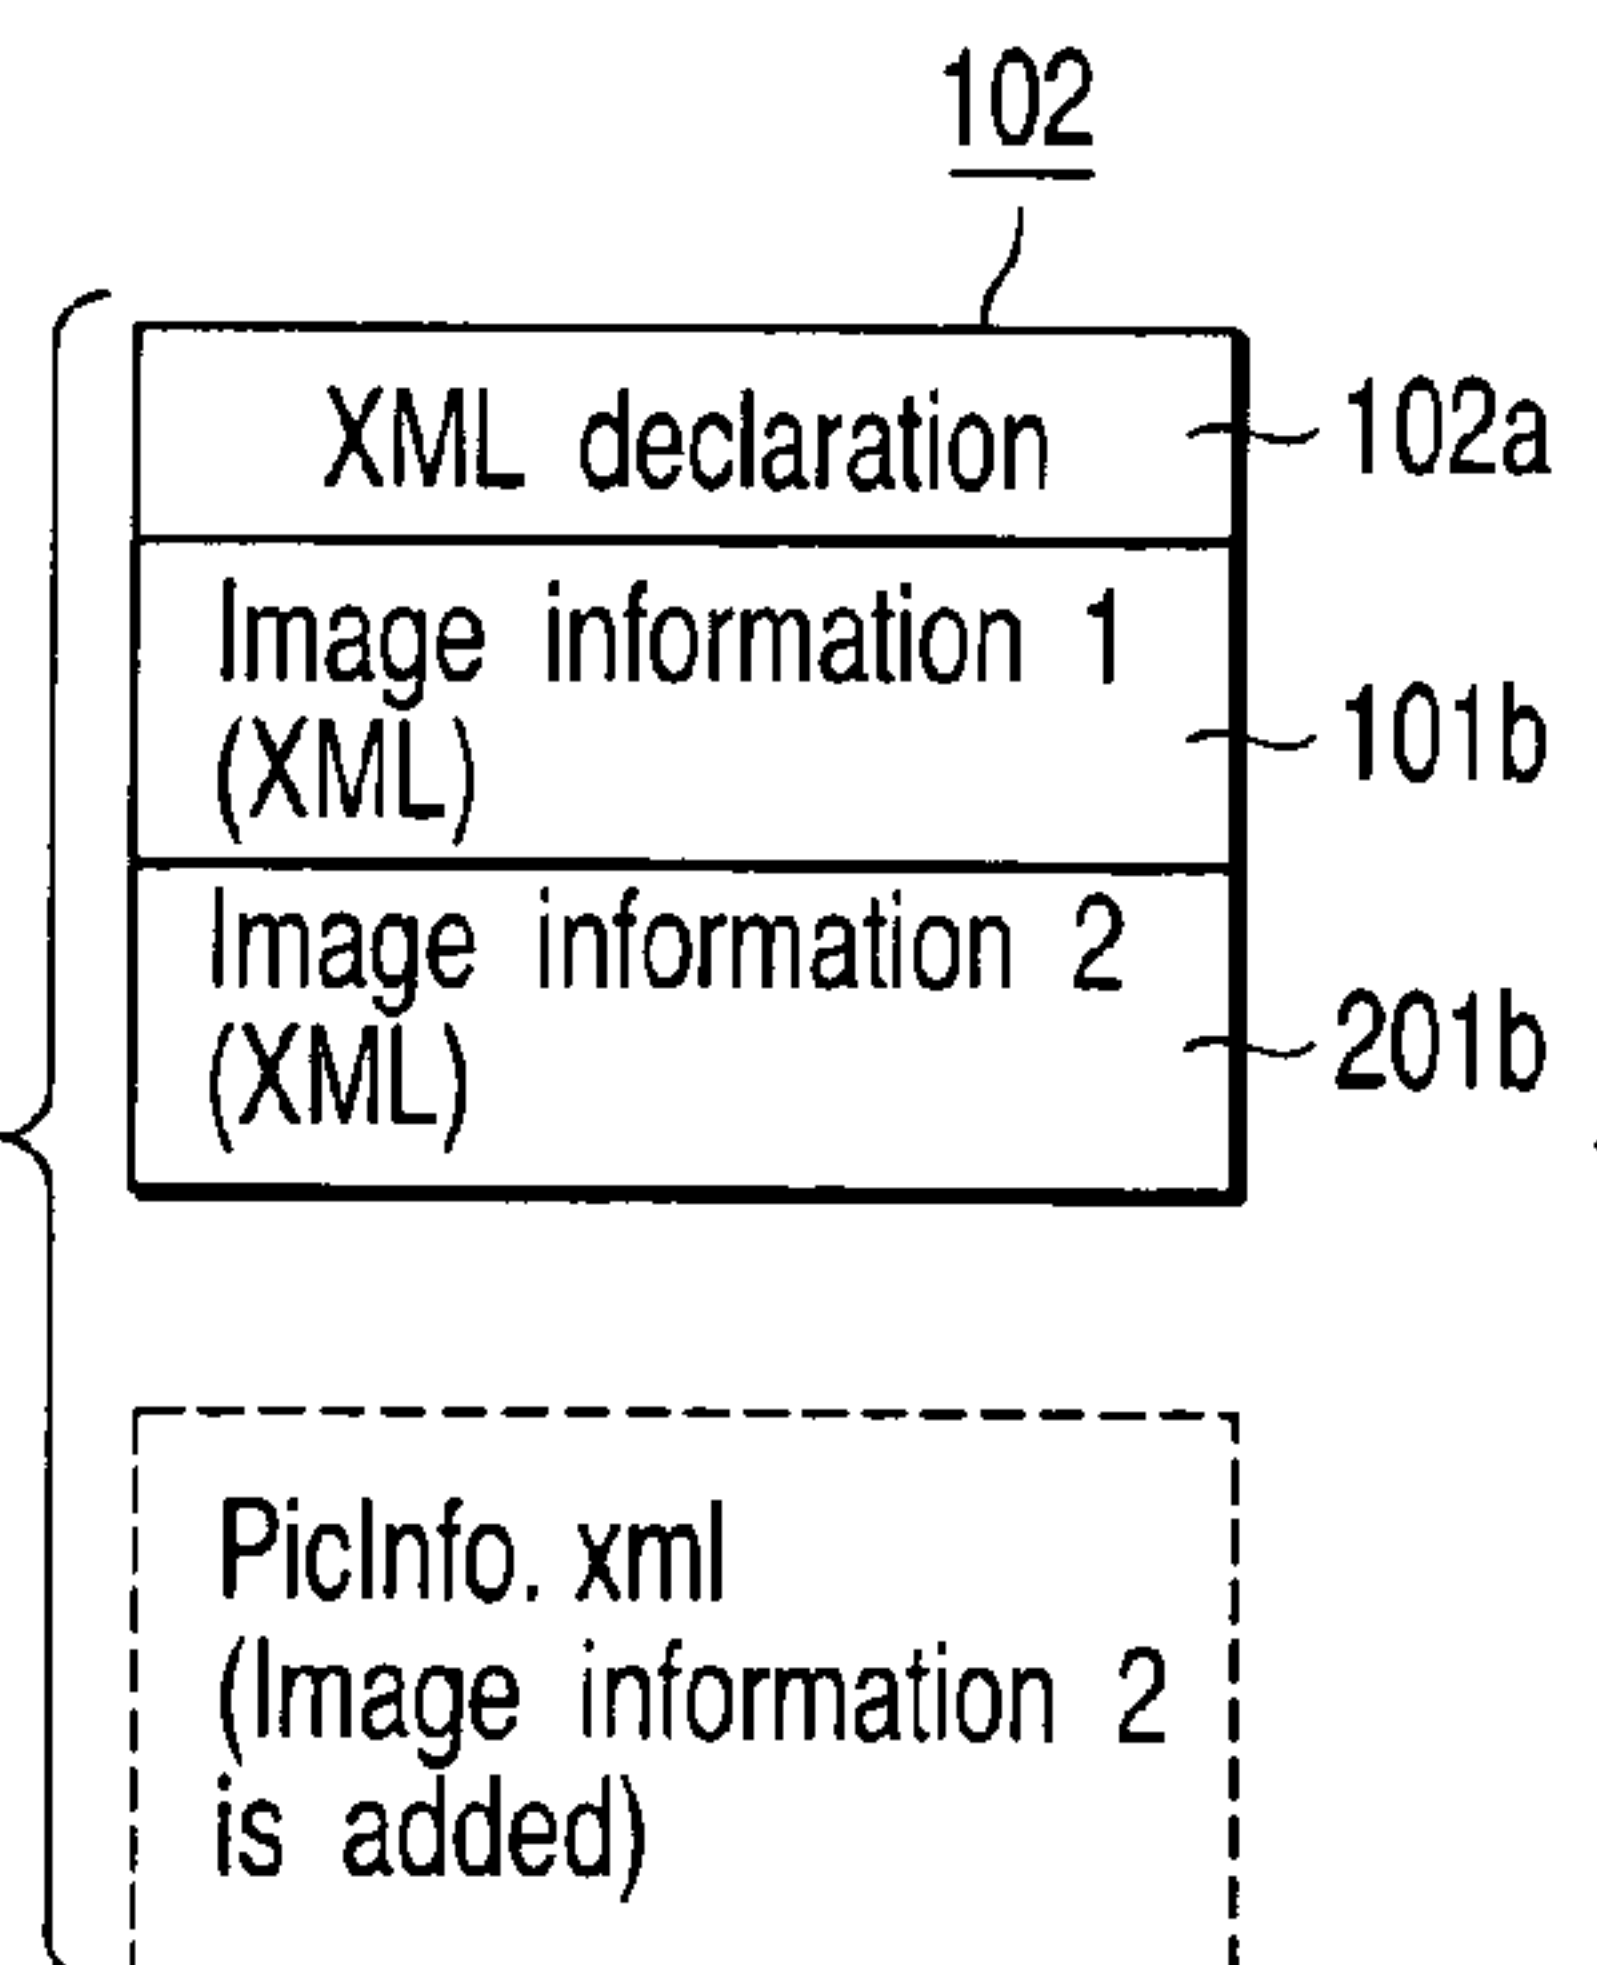 102
XML declaration
102a
Image information 1
(XML)
101b
Image information 2
(XML)
201b
PicInfo. xml
(Image information 2
is added)